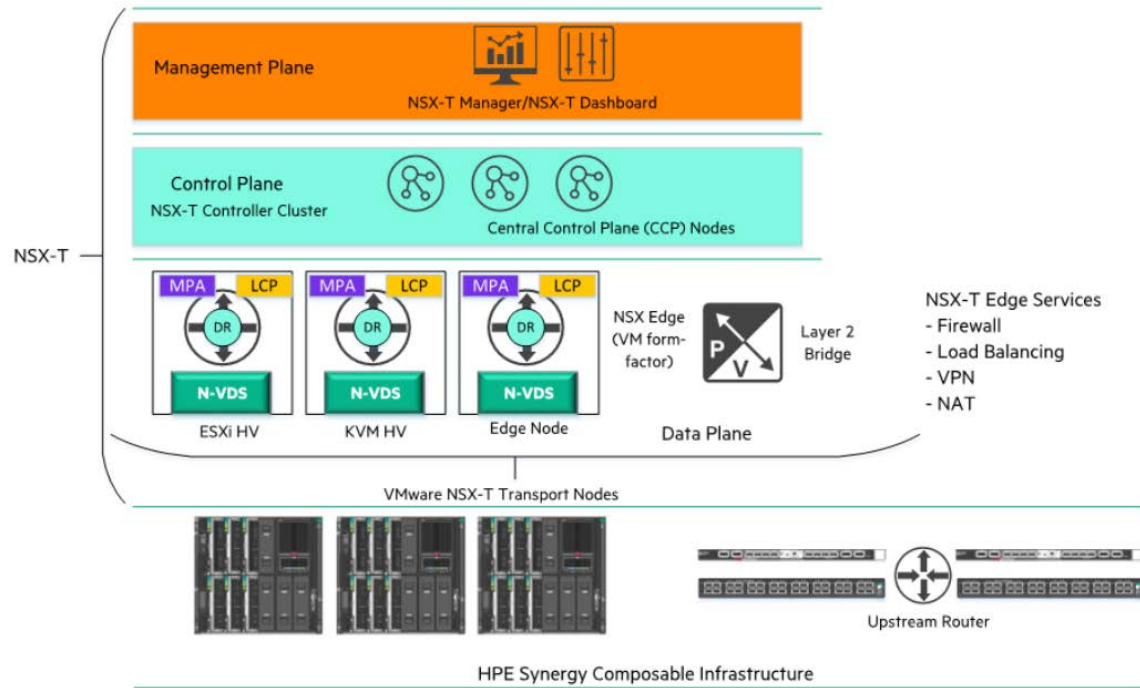 Management Plane
NSX-T Manager/NSX-T Dashboard
Control Plane
NSX-T Controller Cluster
Central Control Plane (CCP) Nodes
NSX-T
MPA LCP
DR
N-VDS
ESXi HV
MPA LCP
DR
N-VDS
KVM HV
MPA LCP
DR
N-VDS
Edge Node
NSX Edge
(VM form-
factor)
P
V
Layer 2
Bridge
Data Plane
NSX-T Edge Services
- Firewall
- Load Balancing
- VPN
- NAT
VMware NSX-T Transport Nodes
Upstream Router
HPE Synergy Composable Infrastructure